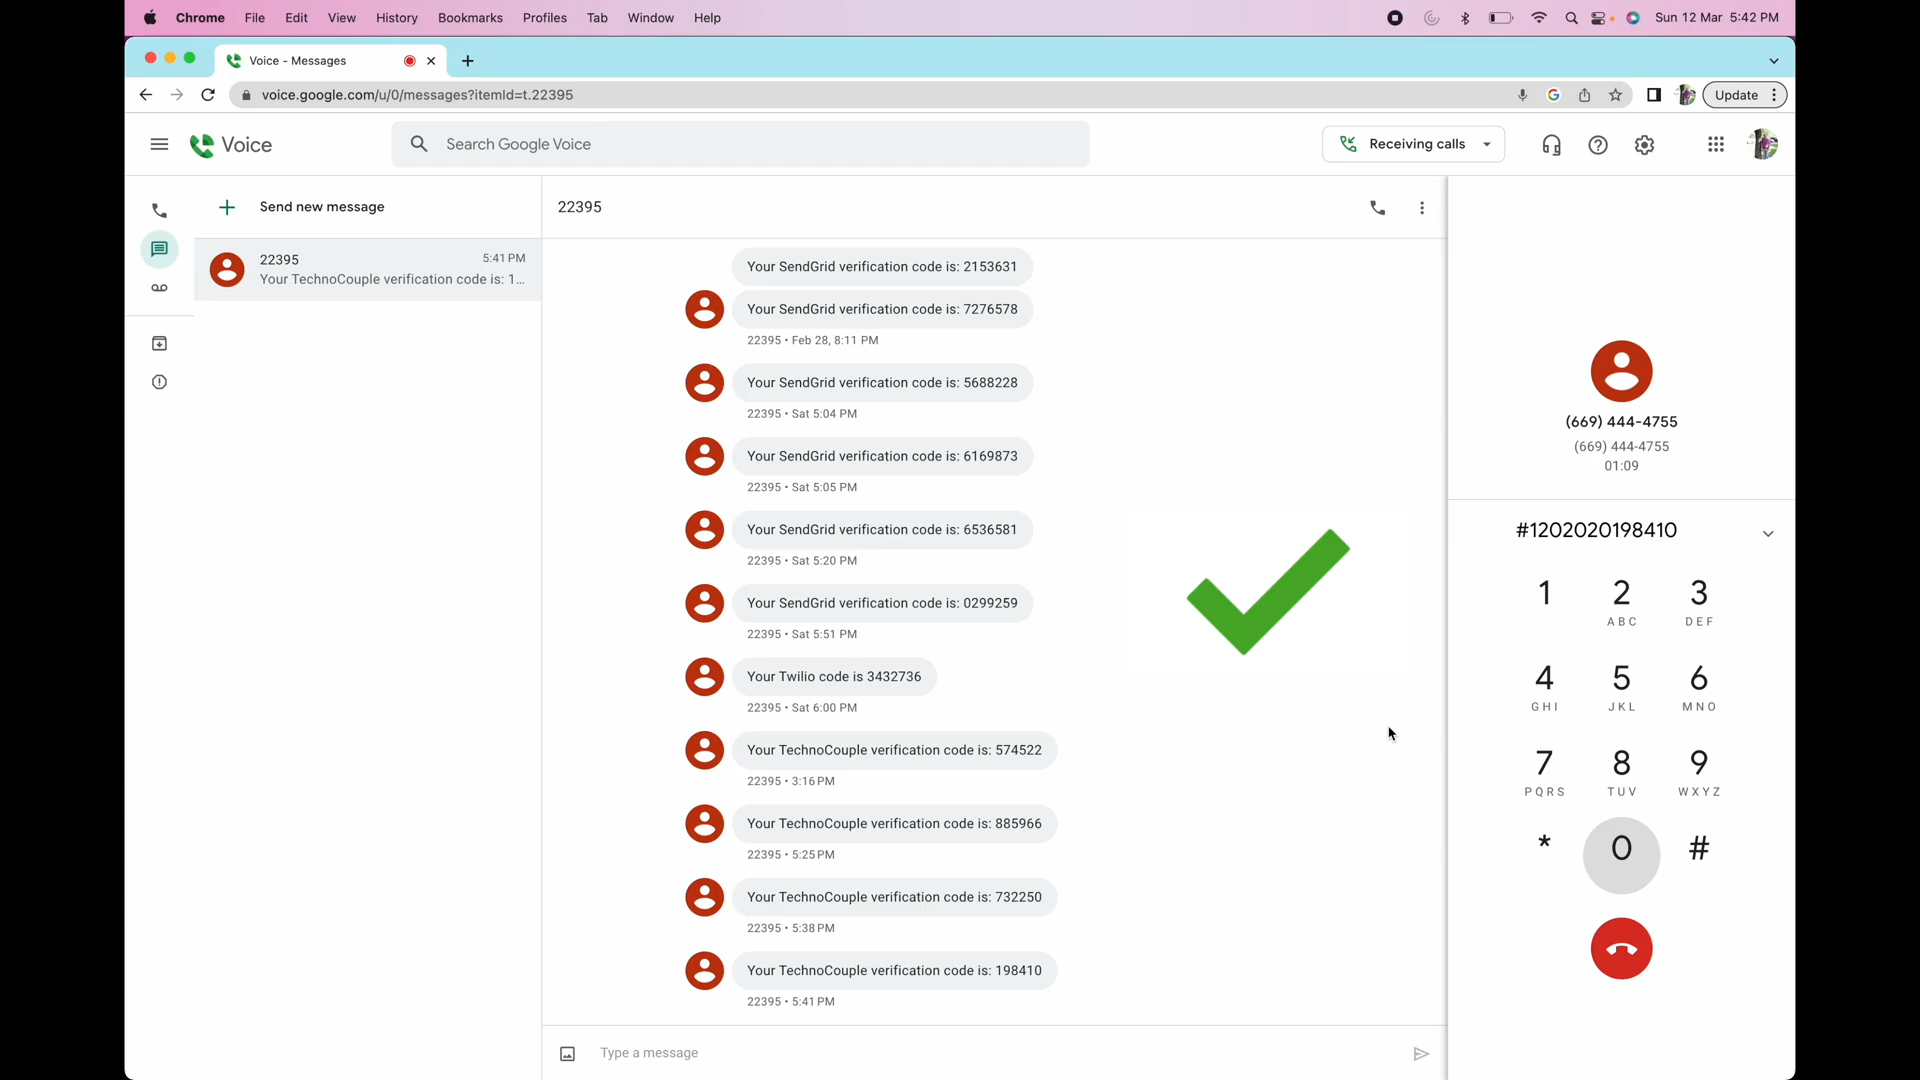 Chrome File Edit View History Bookmarks Profiles Tab Window Help Sun 12 Mar 5:42 PM
Voice - Messages
voice.google.com/u/0/messages?itemId=t.22395
Update
Voice
Search Google Voice
Receiving calls
Send new message
22395
22395 5:41 PM
Your TechnoCouple verification code is: 1...
Your SendGrid verification code is: 2153631
Your SendGrid verification code is: 7276578
22395 • Feb 28, 8:11 PM
Your SendGrid verification code is: 5688228
22395 • Sat 5:04 PM
Your SendGrid verification code is: 6169873
22395 • Sat 5:05 PM
Your SendGrid verification code is: 6536581
22395 • Sat 5:20 PM
Your SendGrid verification code is: 0299259
22395 • Sat 5:51 PM
Your Twilio code is 3432736
22395 • Sat 6:00 PM
Your TechnoCouple verification code is: 574522
22395 • 3:16 PM
Your TechnoCouple verification code is: 885966
22395 • 5:25 PM
Your TechnoCouple verification code is: 732250
22395 • 5:38 PM
Your TechnoCouple verification code is: 198410
22395 • 5:41 PM
Type a message
(669) 444-4755
(669) 444-4755
01:09
#1202020198410
1 2 3
ABC DEF
4 5 6
GHI JKL MNO
7 8 9
PQRS TUV WXYZ
* 0 #